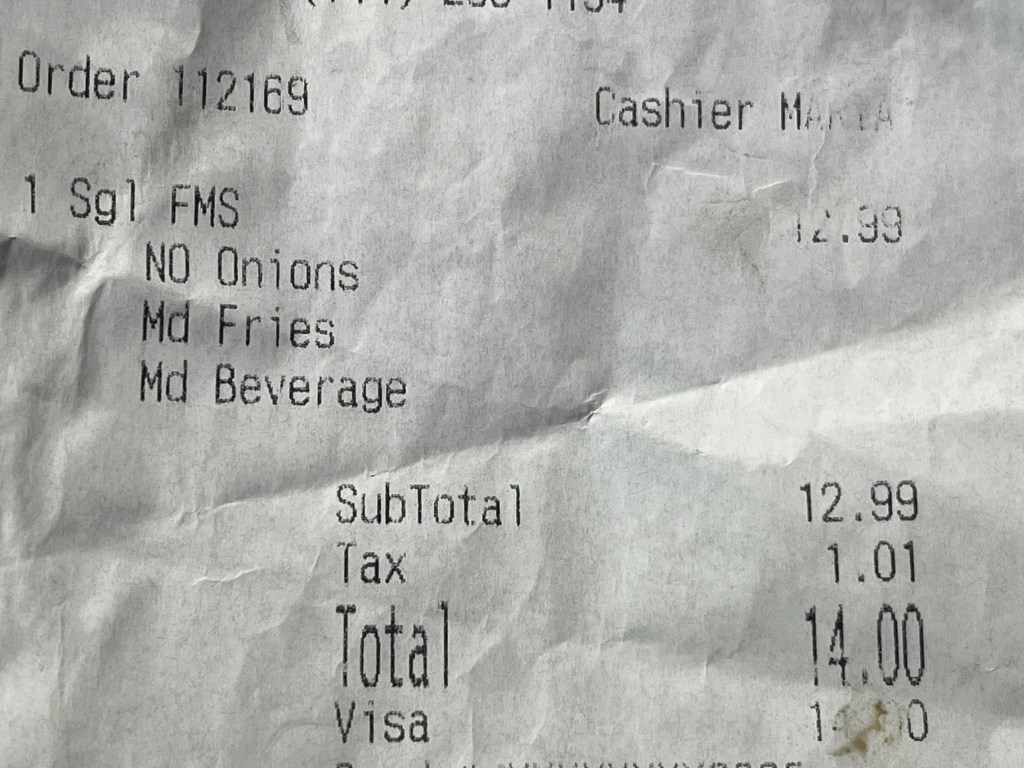 Order 112169 Cashier MARIA
1 Sgl FMS 12.99
NO Onions
Md Fries
Md Beverage
SubTotal 12.99
Tax 1.01
Total 14.00
Visa